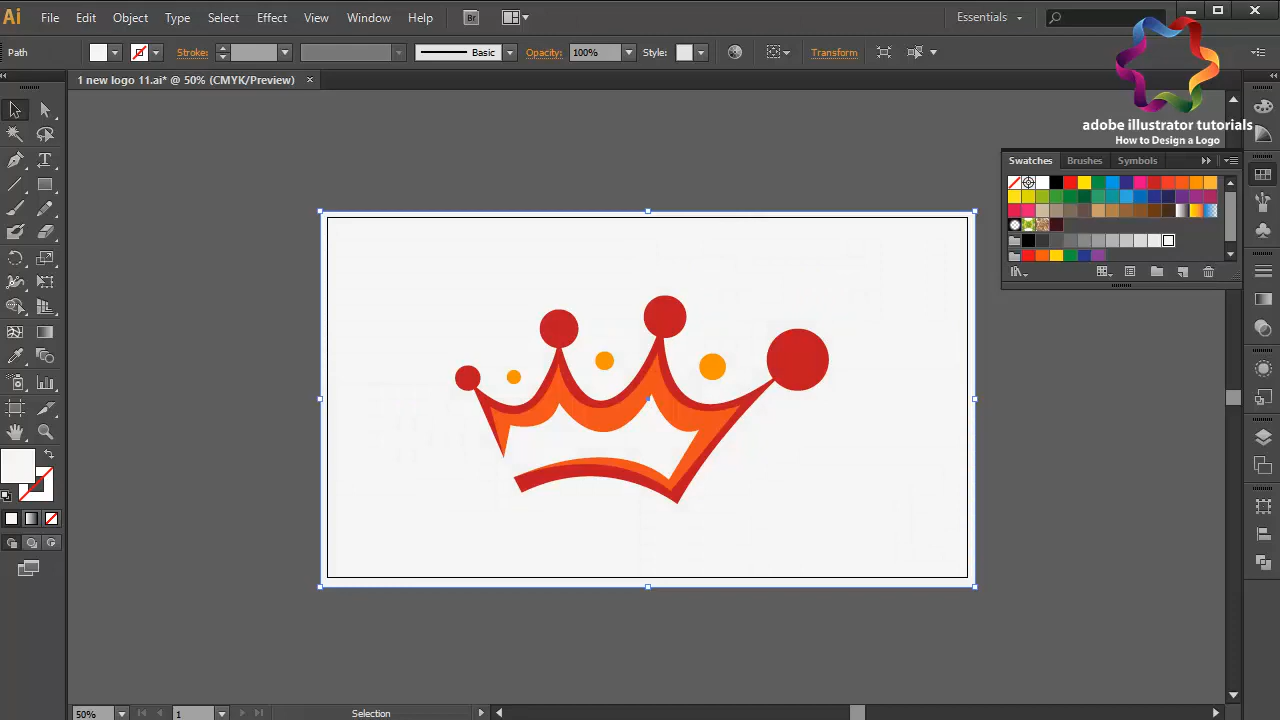 Ai File Edit Object Type Select Effect View Window Help Br Essentials
Path Stroke: Basic Opacity: 100% Style: Transform
1 new logo 11.ai* @ 50% (CMYK/Preview) ×
adobe illustrator tutorials
How to Design a Logo
Swatches Brushes Symbols
50% 1 Selection